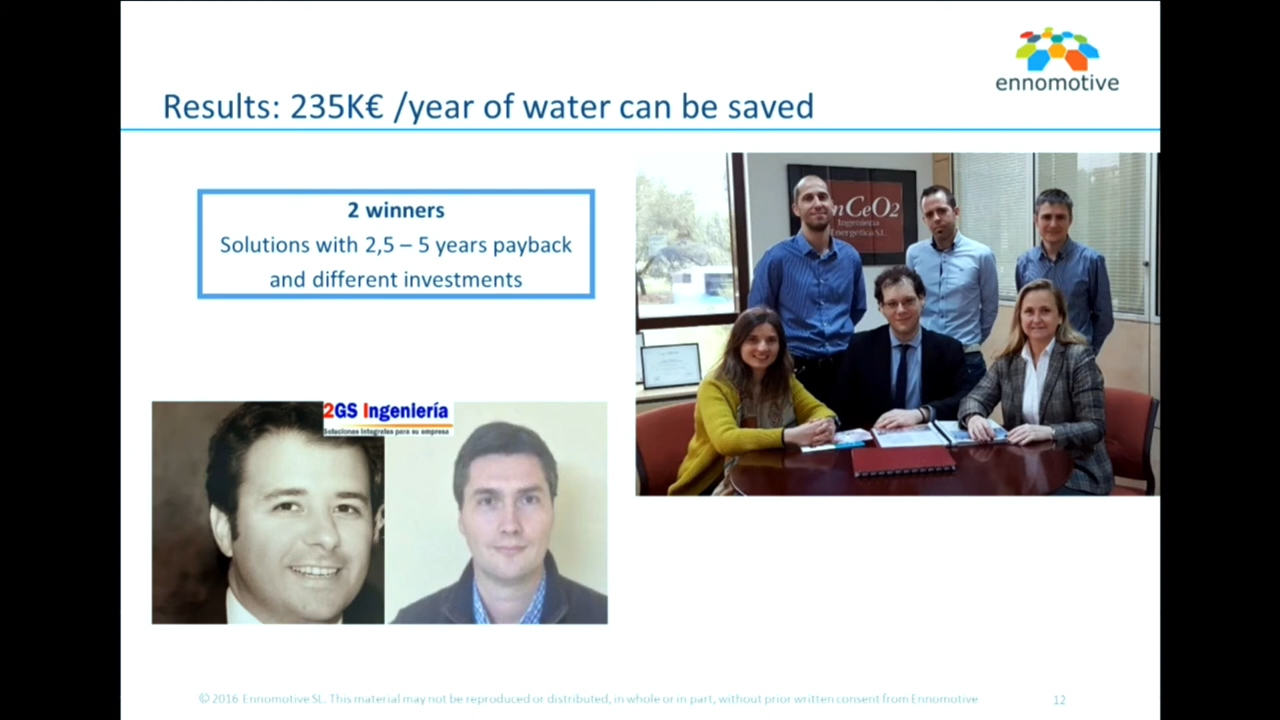 ennomotive
Results: 235K€ /year of water can be saved
2 winners
Solutions with 2,5 – 5 years payback
and different investments
nCeO2
Ingeniería
Energética S.L.
2GS Ingeniería
Soluciones Integrales para su empresa
© 2016 Ennomotive SL. This material may not be reproduced or distributed, in whole or in part, without prior written consent from Ennomotive
12